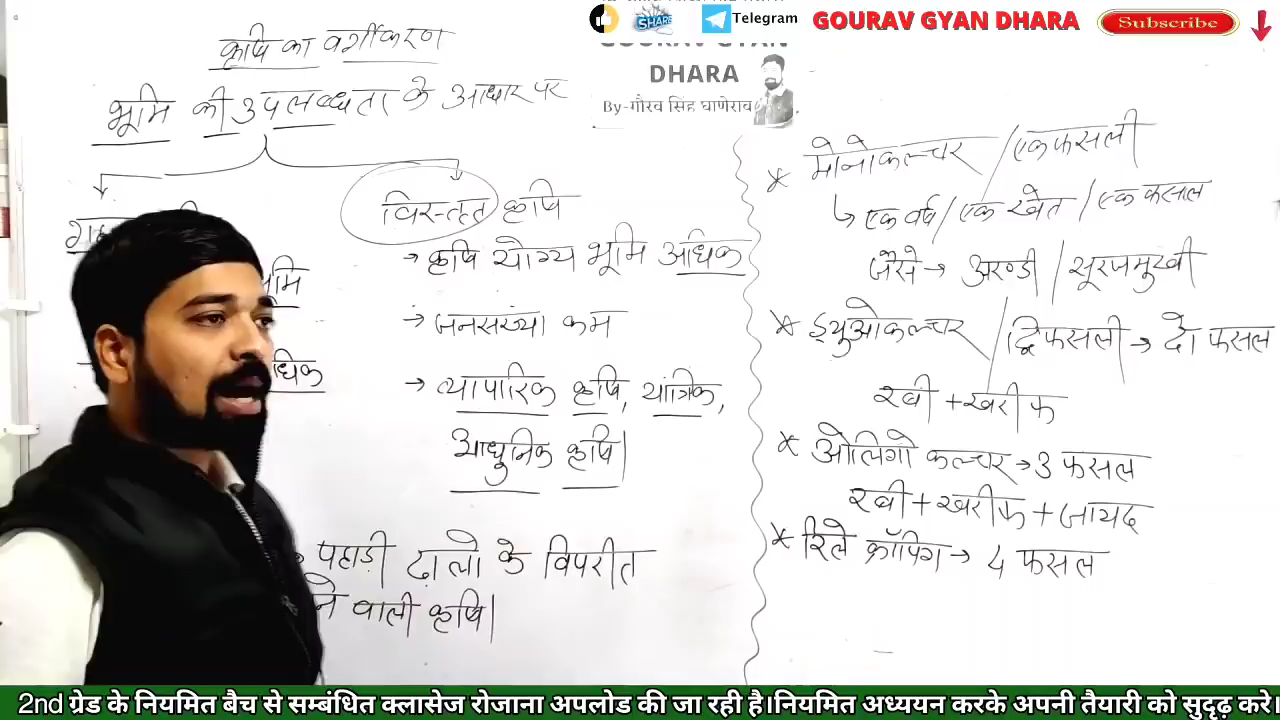 SHARE
Telegram
GOURAV GYAN DHARA
Subscribe
GOURAV GYAN
DHARA
By-गौरव सिंह घाणेराव
कृषि का वर्गीकरण
भूमि की उपलब्धता के आधार पर
विस्तृत कृषि
→ कृषि योग्य भूमि अधिक
→ जनसंख्या कम
→ व्यापारिक कृषि, यांत्रिक,
आधुनिक कृषि|
पहाड़ी ढालो के विपरीत
वाली कृषि|
* मोनोकल्चर / एकफसली
↳ एक वर्ष / एक खेत / एक फसल
जैसे → अरण्डी / सूरजमुखी
* ड्युओकल्चर / द्विफसली → दो फसल
रबी + खरीफ
* ओलिगो कल्चर → 3 फसल
रबी + खरीफ + जायद
* रिले क्रॉपिंग → 4 फसल
2nd ग्रेड के नियमित बैच से सम्बंधित क्लासेज रोजाना अपलोड की जा रही है।नियमित अध्ययन करके अपनी तैयारी को सुदृढ़ करे।